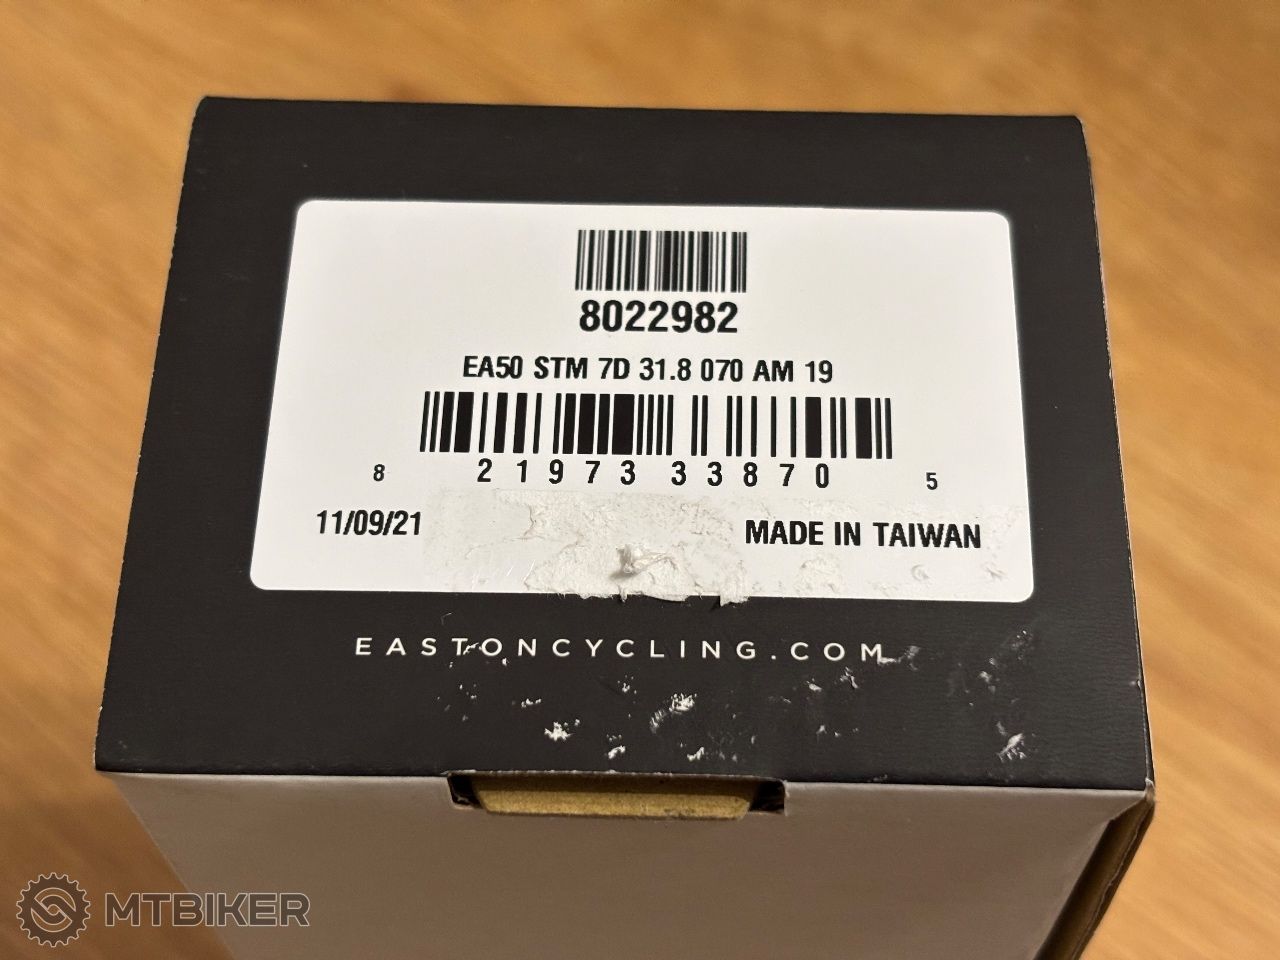 8022982
EA50 STM 7D 31.8 070 AM 19
8 21973 33870 5
11/09/21 MADE IN TAIWAN
EASTONCYCLING.COM
MTBIKER